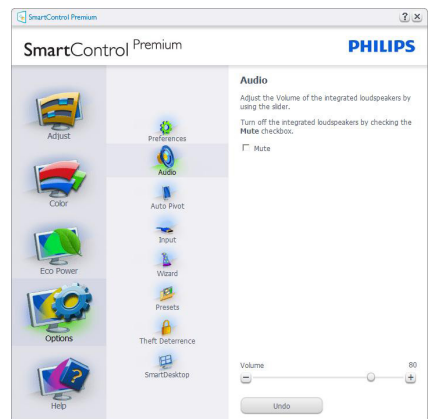 SmartControl Premium
SmartControl Premium
PHILIPS
Adjust
Color
Eco Power
Options
Help
Preferences
Audio
Auto Pivot
Input
Wizard
Presets
Theft Deterrence
SmartDesktop
Audio
Adjust the Volume of the integrated loudspeakers by
using the slider.
Turn off the integrated loudspeakers by checking the
Mute checkbox.
Mute
Volume 80
Undo